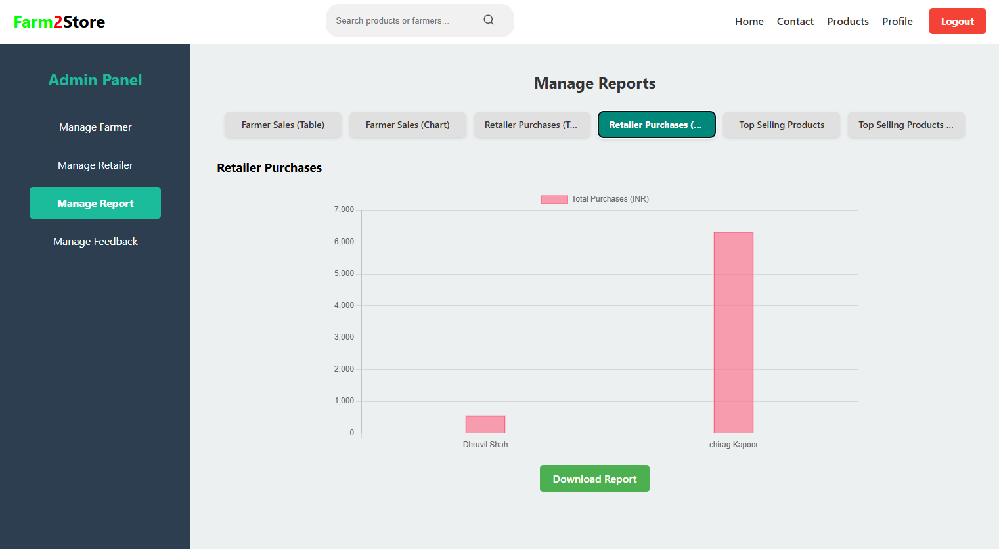 Farm2Store
Search products or farmers...
Home Contact Products Profile Logout
Admin Panel
Manage Farmer
Manage Retailer
Manage Report
Manage Feedback
Manage Reports
Farmer Sales (Table) Farmer Sales (Chart) Retailer Purchases (T... Retailer Purchases (... Top Selling Products Top Selling Products ...
Retailer Purchases
Total Purchases (INR)
7,000
6,000
5,000
4,000
3,000
2,000
1,000
0
Dhruvil Shah chirag Kapoor
Download Report